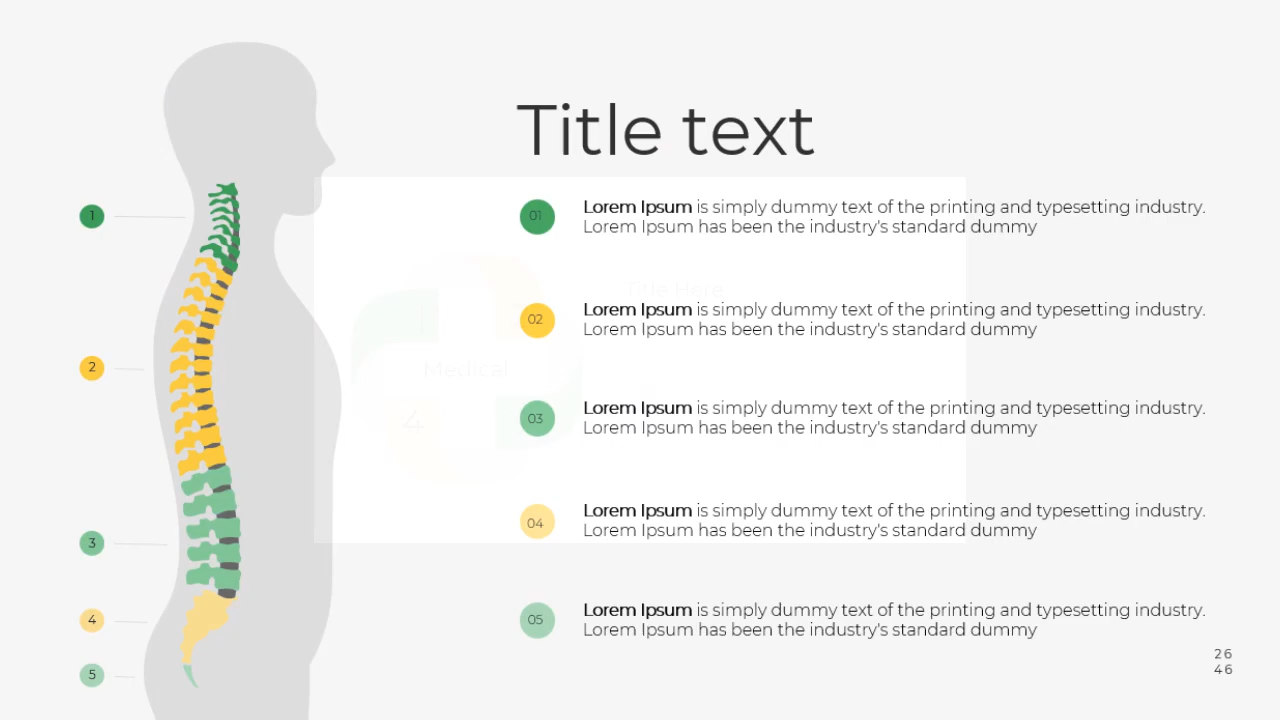 Title text
1
2
3
4
5
01
Lorem Ipsum is simply dummy text of the printing and typesetting industry.
Lorem Ipsum has been the industry's standard dummy
02
Lorem Ipsum is simply dummy text of the printing and typesetting industry.
Lorem Ipsum has been the industry's standard dummy
03
Lorem Ipsum is simply dummy text of the printing and typesetting industry.
Lorem Ipsum has been the industry's standard dummy
04
Lorem Ipsum is simply dummy text of the printing and typesetting industry.
Lorem Ipsum has been the industry's standard dummy
05
Lorem Ipsum is simply dummy text of the printing and typesetting industry.
Lorem Ipsum has been the industry's standard dummy
Title Here
Medical
4
26
46